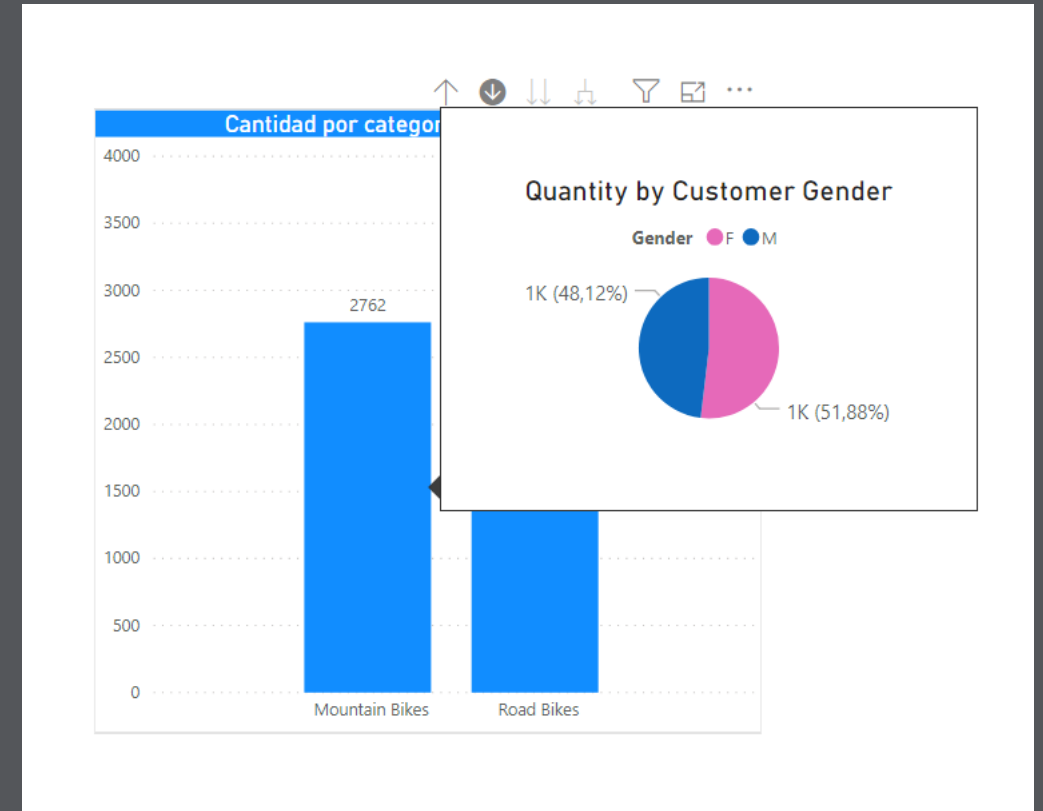 Cantidad por categor
4000
3500
3000
2500
2000
1500
1000
500
0
2762
Mountain Bikes
Road Bikes
Quantity by Customer Gender
Gender F M
1K (48,12%)
1K (51,88%)